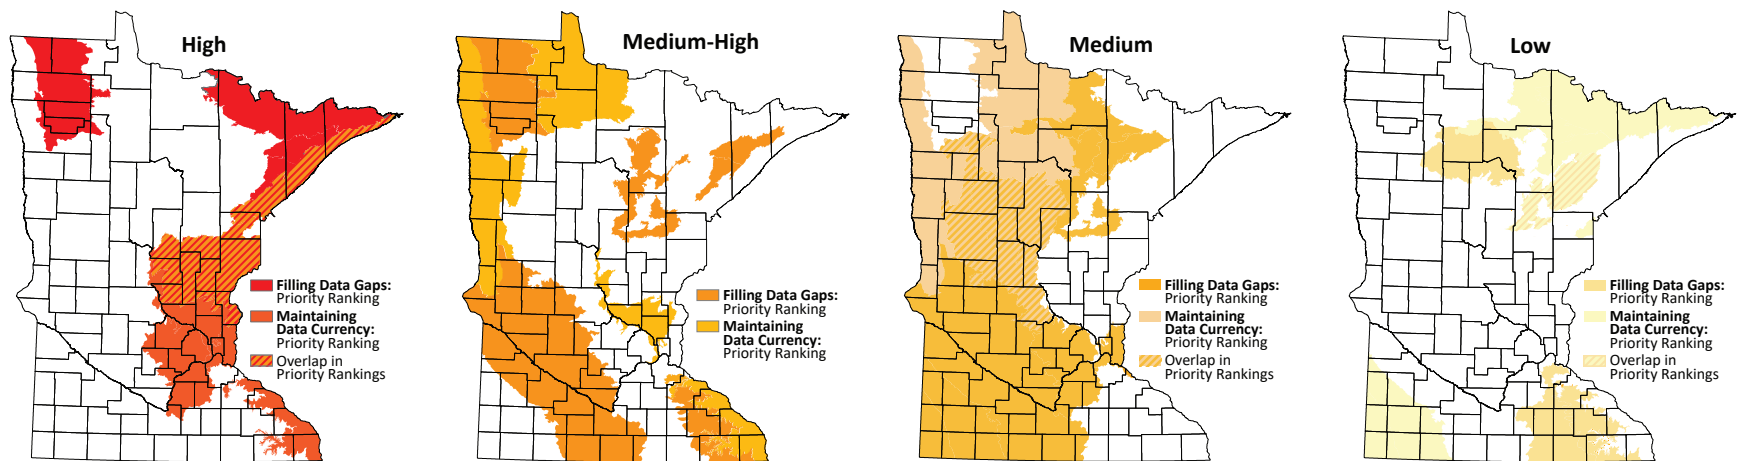 High
Filling Data Gaps:
Priority Ranking
Maintaining
Data Currency:
Priority Ranking
Overlap in
Priority Rankings
Medium-High
Filling Data Gaps:
Priority Ranking
Maintaining
Data Currency:
Priority Ranking
Medium
Filling Data Gaps:
Priority Ranking
Maintaining
Data Currency:
Priority Ranking
Overlap in
Priority Rankings
Low
Filling Data Gaps:
Priority Ranking
Maintaining
Data Currency:
Priority Ranking
Overlap in
Priority Rankings